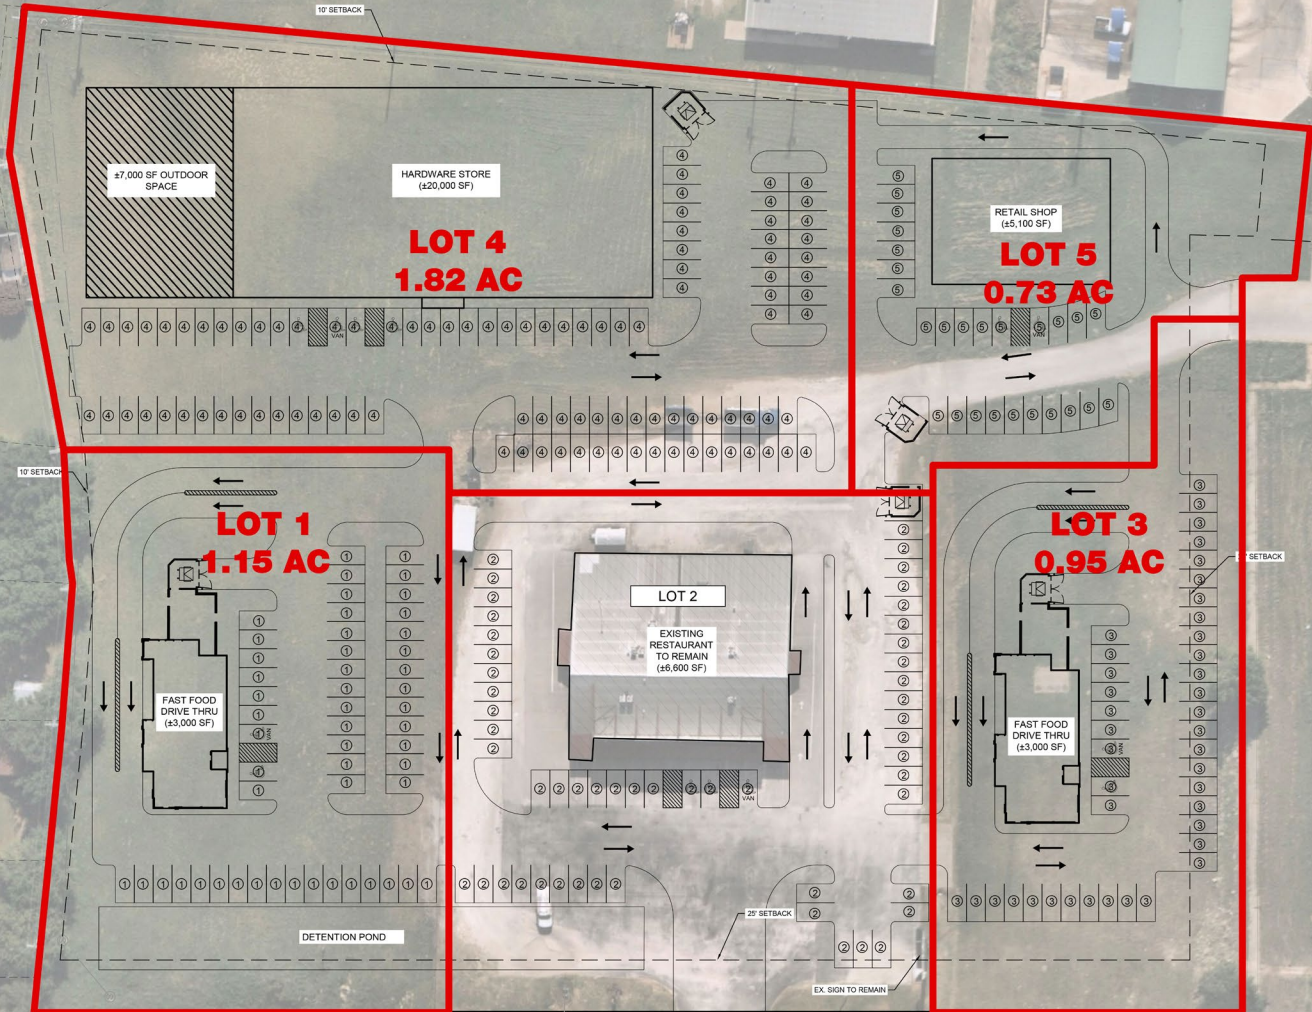 10' SETBACK
±7,000 SF OUTDOOR
SPACE
HARDWARE STORE
(±20,000 SF)
LOT 4
1.82 AC
RETAIL SHOP
(±5,100 SF)
LOT 5
0.73 AC
VAN
VAN
10' SETBACK
LOT 1
1.15 AC
LOT 3
0.95 AC
SETBACK
LOT 2
EXISTING
RESTAURANT
TO REMAIN
(±6,600 SF)
FAST FOOD
DRIVE THRU
(±3,000 SF)
VAN
FAST FOOD
DRIVE THRU
(±3,000 SF)
VAN
VAN
25' SETBACK
DETENTION POND
EX. SIGN TO REMAIN